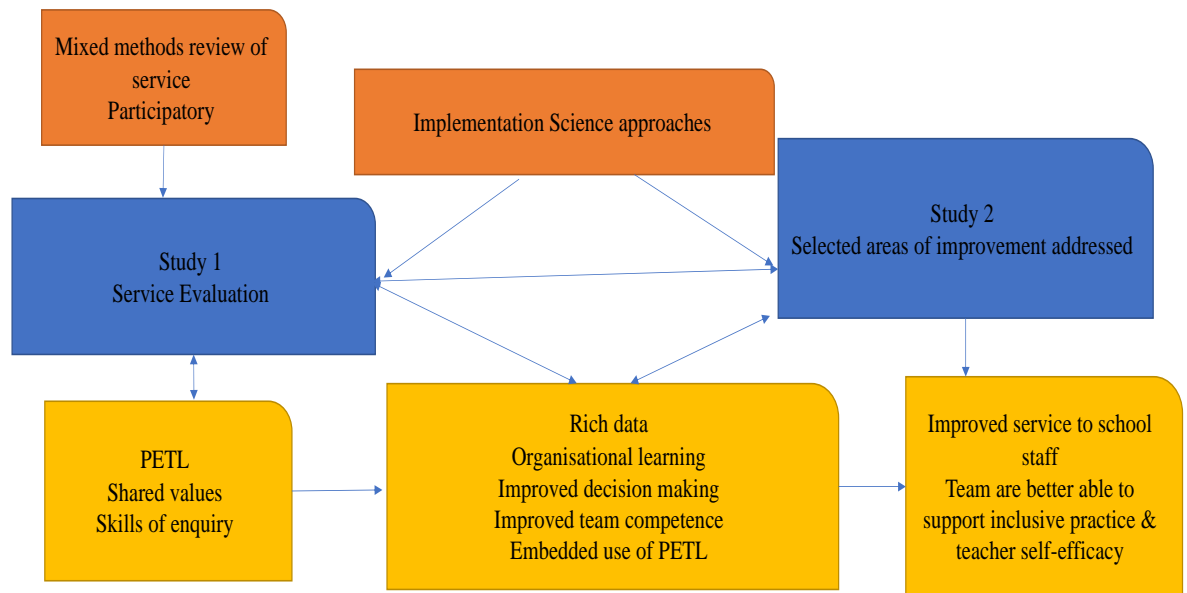 Mixed methods review of
service
Participatory
Implementation Science approaches
Study 1
Service Evaluation
Study 2
Selected areas of improvement addressed
PETL
Shared values
Skills of enquiry
Rich data
Organisational learning
Improved decision making
Improved team competence
Embedded use of PETL
Improved service to school
staff
Team are better able to
support inclusive practice &
teacher self-efficacy